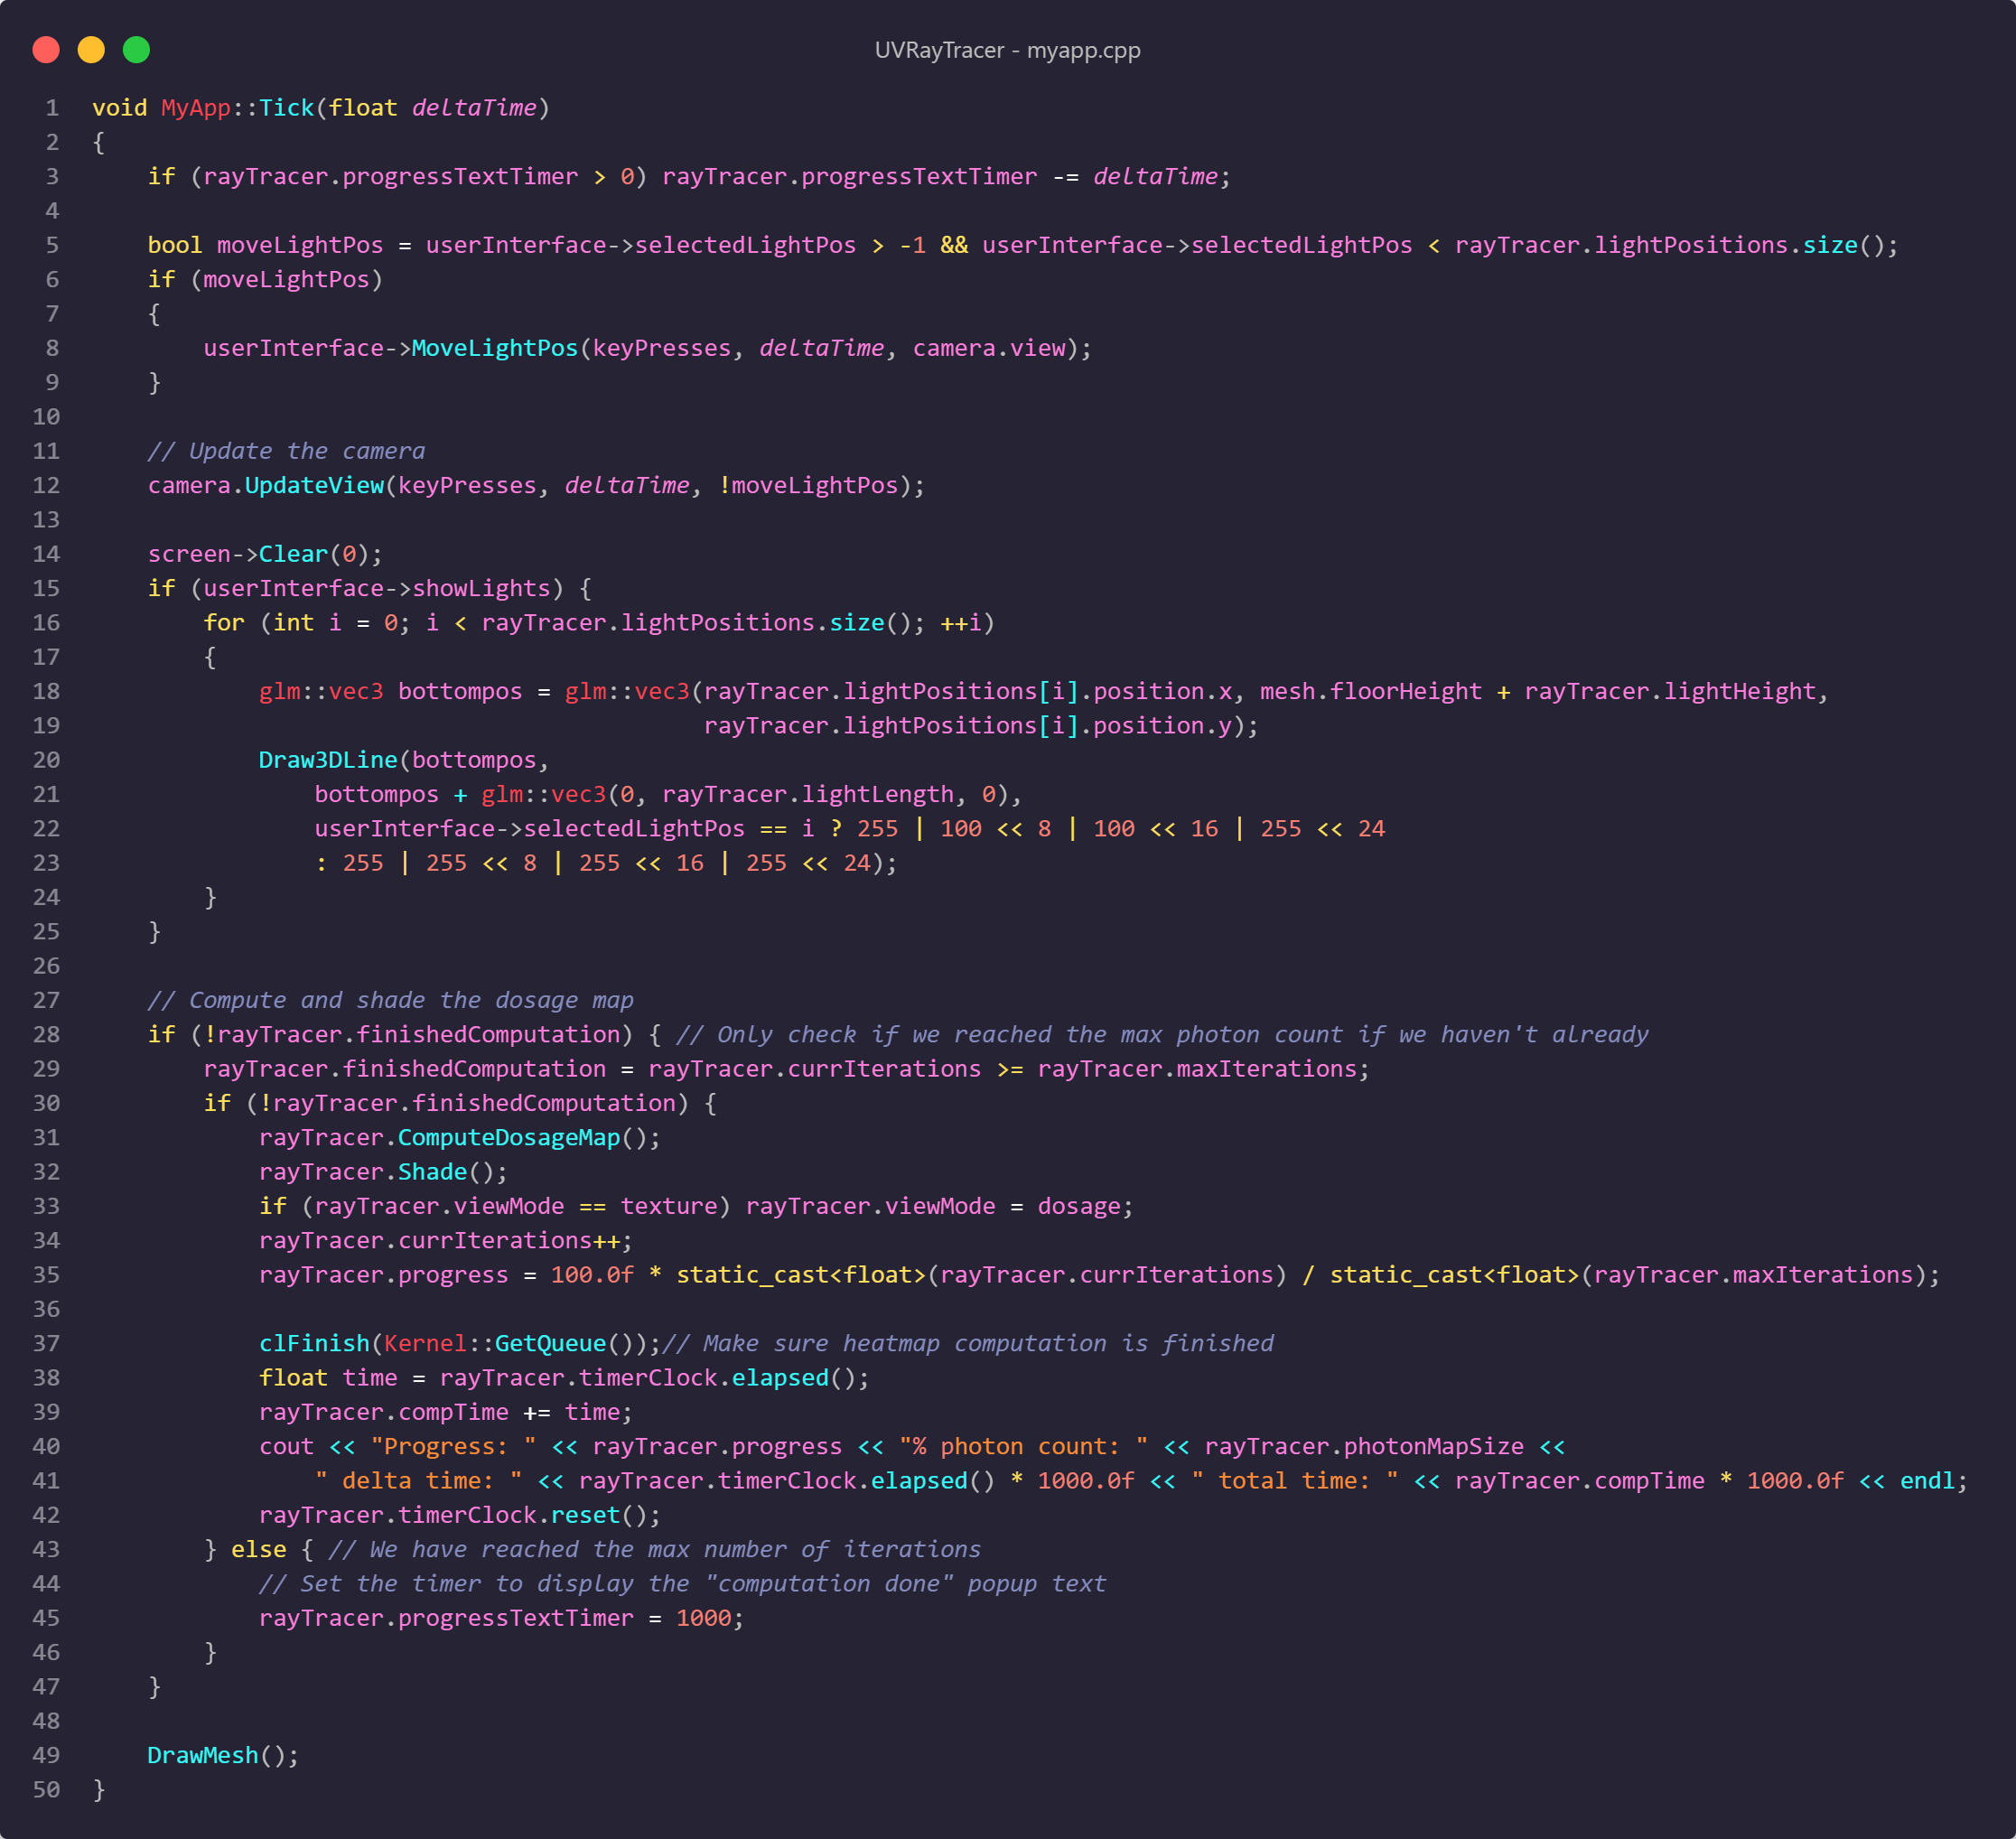 UVRayTracer - myapp.cpp
1 void MyApp::Tick(float deltaTime)
2 {
3     if (rayTracer.progressTextTimer > 0) rayTracer.progressTextTimer -= deltaTime;
4
5     bool moveLightPos = userInterface->selectedLightPos > -1 && userInterface->selectedLightPos < rayTracer.lightPositions.size();
6     if (moveLightPos)
7     {
8         userInterface->MoveLightPos(keyPresses, deltaTime, camera.view);
9     }
10
11     // Update the camera
12     camera.UpdateView(keyPresses, deltaTime, !moveLightPos);
13
14     screen->Clear(0);
15     if (userInterface->showLights) {
16         for (int i = 0; i < rayTracer.lightPositions.size(); ++i)
17         {
18             glm::vec3 bottompos = glm::vec3(rayTracer.lightPositions[i].position.x, mesh.floorHeight + rayTracer.lightHeight,
19                                             rayTracer.lightPositions[i].position.y);
20             Draw3DLine(bottompos,
21                 bottompos + glm::vec3(0, rayTracer.lightLength, 0),
22                 userInterface->selectedLightPos == i ? 255 | 100 << 8 | 100 << 16 | 255 << 24
23                 : 255 | 255 << 8 | 255 << 16 | 255 << 24);
24         }
25     }
26
27     // Compute and shade the dosage map
28     if (!rayTracer.finishedComputation) { // Only check if we reached the max photon count if we haven't already
29         rayTracer.finishedComputation = rayTracer.currIterations >= rayTracer.maxIterations;
30         if (!rayTracer.finishedComputation) {
31             rayTracer.ComputeDosageMap();
32             rayTracer.Shade();
33             if (rayTracer.viewMode == texture) rayTracer.viewMode = dosage;
34             rayTracer.currIterations++;
35             rayTracer.progress = 100.0f * static_cast<float>(rayTracer.currIterations) / static_cast<float>(rayTracer.maxIterations);
36
37             clFinish(Kernel::GetQueue());// Make sure heatmap computation is finished
38             float time = rayTracer.timerClock.elapsed();
39             rayTracer.compTime += time;
40             cout << "Progress: " << rayTracer.progress << "% photon count: " << rayTracer.photonMapSize <<
41                 " delta time: " << rayTracer.timerClock.elapsed() * 1000.0f << " total time: " << rayTracer.compTime * 1000.0f << endl;
42             rayTracer.timerClock.reset();
43         } else { // We have reached the max number of iterations
44             // Set the timer to display the "computation done" popup text
45             rayTracer.progressTextTimer = 1000;
46         }
47     }
48
49     DrawMesh();
50 }